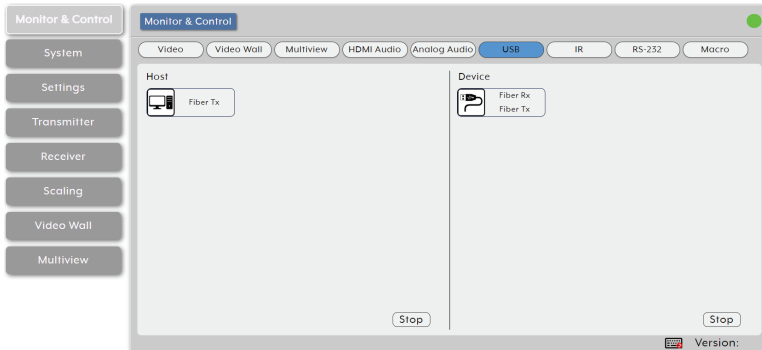 Monitor & Control
System
Settings
Transmitter
Receiver
Scaling
Video Wall
Multiview
Monitor & Control
Video
Video Wall
Multiview
HDMI Audio
Analog Audio
USB
IR
RS-232
Macro
Host
Fiber Tx
Stop
Device
Fiber Rx
Fiber Tx
Stop
Version: